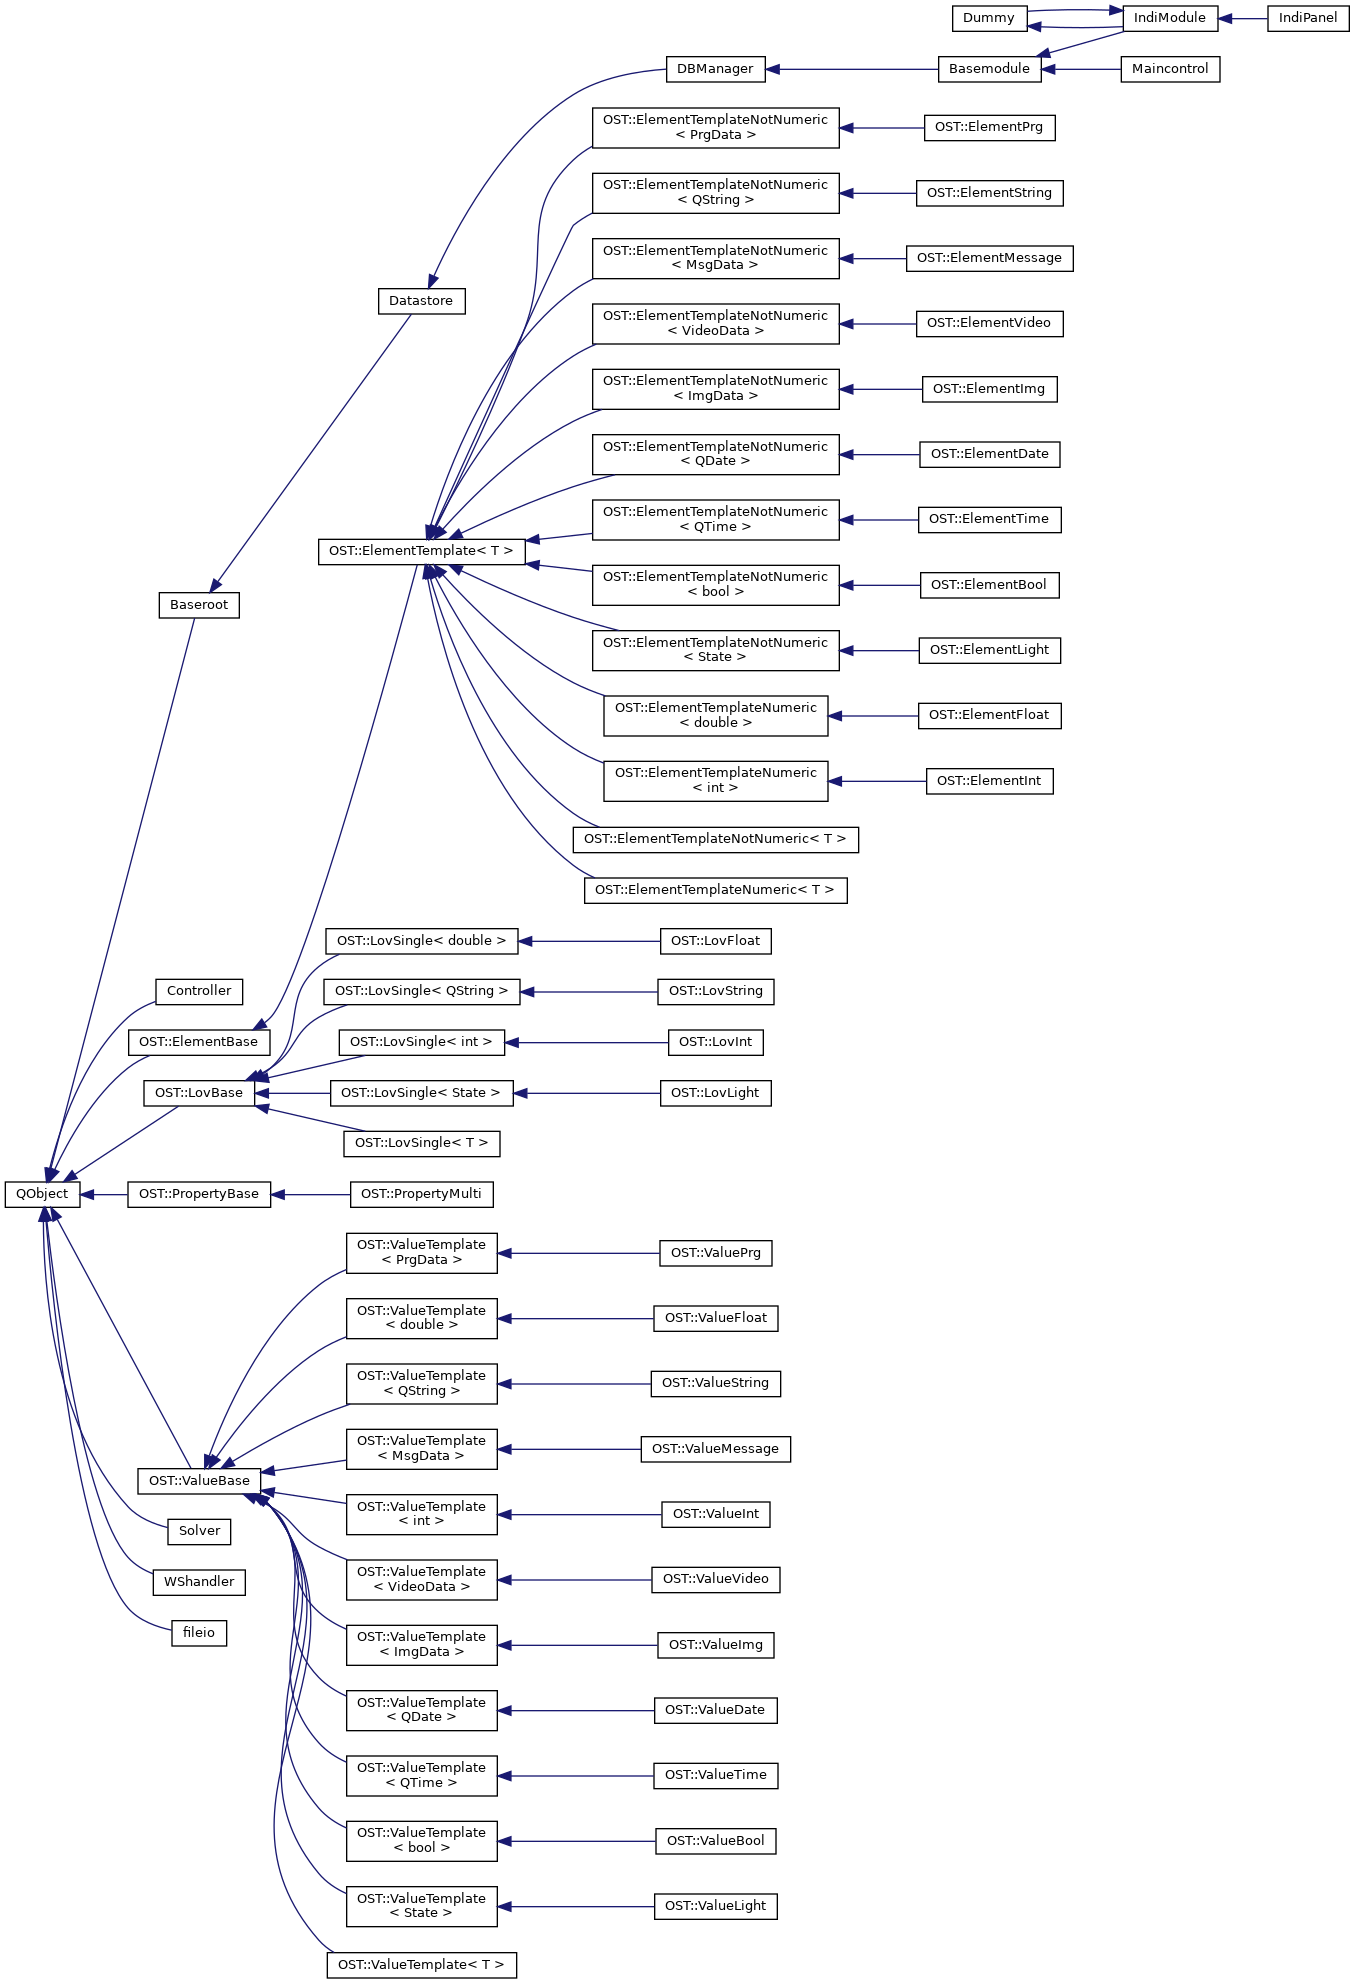 Dummy
IndiModule
IndiPanel
DBManager
Basemodule
Maincontrol
OST::ElementTemplateNotNumeric
< PrgData >
OST::ElementPrg
OST::ElementTemplateNotNumeric
< QString >
OST::ElementString
OST::ElementTemplateNotNumeric
< MsgData >
OST::ElementMessage
Datastore
OST::ElementTemplateNotNumeric
< VideoData >
OST::ElementVideo
OST::ElementTemplateNotNumeric
< ImgData >
OST::ElementImg
OST::ElementTemplateNotNumeric
< QDate >
OST::ElementDate
OST::ElementTemplateNotNumeric
< QTime >
OST::ElementTime
OST::ElementTemplate< T >
OST::ElementTemplateNotNumeric
< bool >
OST::ElementBool
Baseroot
OST::ElementTemplateNotNumeric
< State >
OST::ElementLight
OST::ElementTemplateNumeric
< double >
OST::ElementFloat
OST::ElementTemplateNumeric
< int >
OST::ElementInt
OST::ElementTemplateNotNumeric< T >
OST::ElementTemplateNumeric< T >
OST::LovSingle< double >
OST::LovFloat
Controller
OST::LovSingle< QString >
OST::LovString
OST::ElementBase
OST::LovSingle< int >
OST::LovInt
OST::LovBase
OST::LovSingle< State >
OST::LovLight
OST::LovSingle< T >
QObject
OST::PropertyBase
OST::PropertyMulti
OST::ValueTemplate
< PrgData >
OST::ValuePrg
OST::ValueTemplate
< double >
OST::ValueFloat
OST::ValueTemplate
< QString >
OST::ValueString
OST::ValueTemplate
< MsgData >
OST::ValueMessage
OST::ValueBase
OST::ValueTemplate
< int >
OST::ValueInt
Solver
OST::ValueTemplate
< VideoData >
OST::ValueVideo
WShandler
fileio
OST::ValueTemplate
< ImgData >
OST::ValueImg
OST::ValueTemplate
< QDate >
OST::ValueDate
OST::ValueTemplate
< QTime >
OST::ValueTime
OST::ValueTemplate
< bool >
OST::ValueBool
OST::ValueTemplate
< State >
OST::ValueLight
OST::ValueTemplate< T >